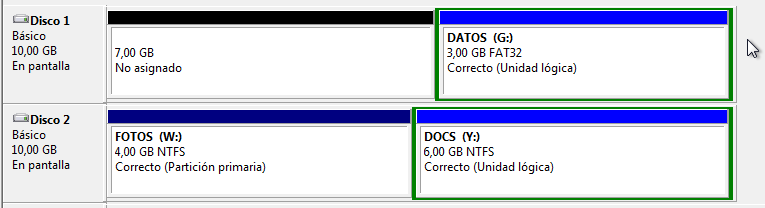 Disco 1
Básico
10,00 GB
En pantalla
7,00 GB
No asignado
DATOS (G:)
3,00 GB FAT32
Correcto (Unidad lógica)
Disco 2
Básico
10,00 GB
En pantalla
FOTOS (W:)
4,00 GB NTFS
Correcto (Partición primaria)
DOCS (Y:)
6,00 GB NTFS
Correcto (Unidad lógica)